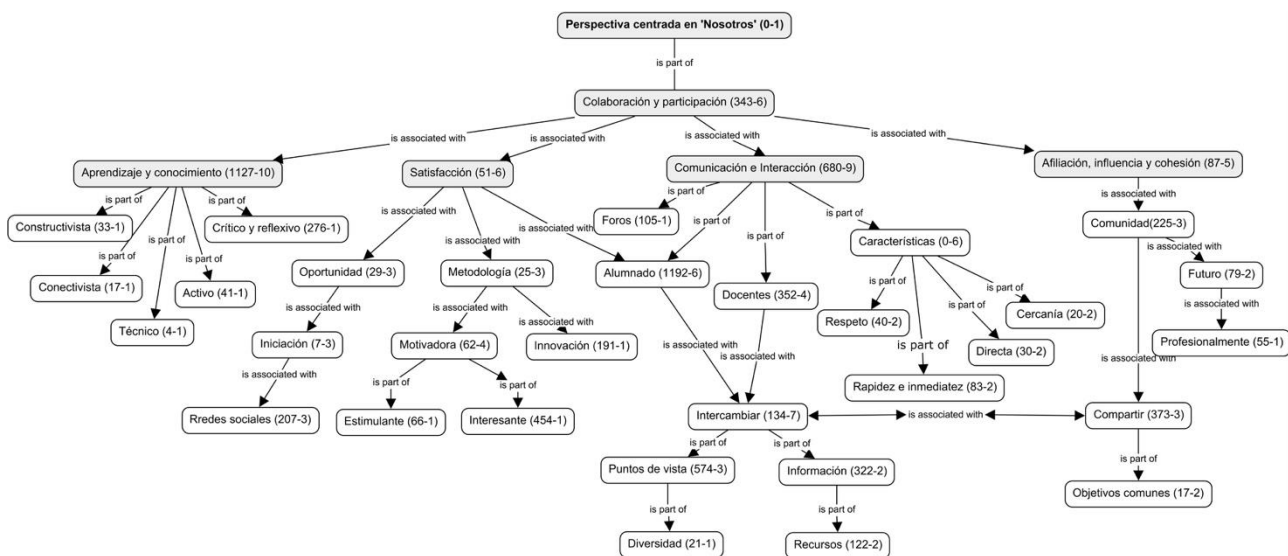 Perspectiva centrada en 'Nosotros' (0-1)
is part of
Colaboración y participación (343-6)
is associated with
is associated with
is associated with
is associated with
Aprendizaje y conocimiento (1127-10)
Satisfacción (51-6)
Comunicación e Interacción (680-9)
Afiliación, influencia y cohesión (87-5)
is part of
is part of
is part of
is part of
is part of
Constructivista (33-1)
Crítico y reflexivo (276-1)
Conectivista (17-1)
Activo (41-1)
Técnico (4-1)
is associated with
is associated with
is associated with
Oportunidad (29-3)
Metodología (25-3)
is associated with
is associated with
is associated with
Iniciación (7-3)
Motivadora (62-4)
Innovación (191-1)
is associated with
is part of
is part of
Rredes sociales (207-3)
Estimulante (66-1)
Interesante (454-1)
is part of
is part of
is part of
is part of
Foros (105-1)
Alumnado (1192-6)
Docentes (352-4)
Características (0-6)
is part of
is part of
is part of
is part of
Respeto (40-2)
Rapidez e inmediatez (83-2)
Directa (30-2)
Cercanía (20-2)
is associated with
is associated with
Intercambiar (134-7)
is associated with
is part of
is part of
Puntos de vista (574-3)
Información (322-2)
is part of
is part of
Diversidad (21-1)
Recursos (122-2)
is associated with
Comunidad(225-3)
is associated with
Futuro (79-2)
is associated with
Profesionalmente (55-1)
is associated with
Compartir (373-3)
is part of
Objetivos comunes (17-2)